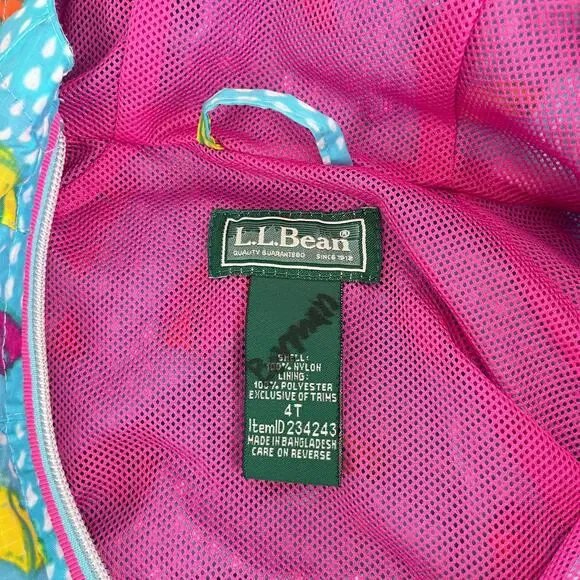 L.L.Bean®
QUALITY GUARANTEED SINCE 1912
SHELL:
100% NYLON
LINING:
100% POLYESTER
EXCLUSIVE OF TRIMS
4T
ItemID 234243
MADE IN BANGLADESH
CARE ON REVERSE